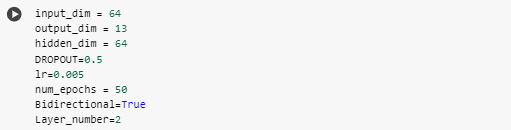 input_dim = 64
output_dim = 13
hidden_dim = 64
DROPOUT=0.5
lr=0.005
num_epochs = 50
Bidirectional=True
Layer_number=2